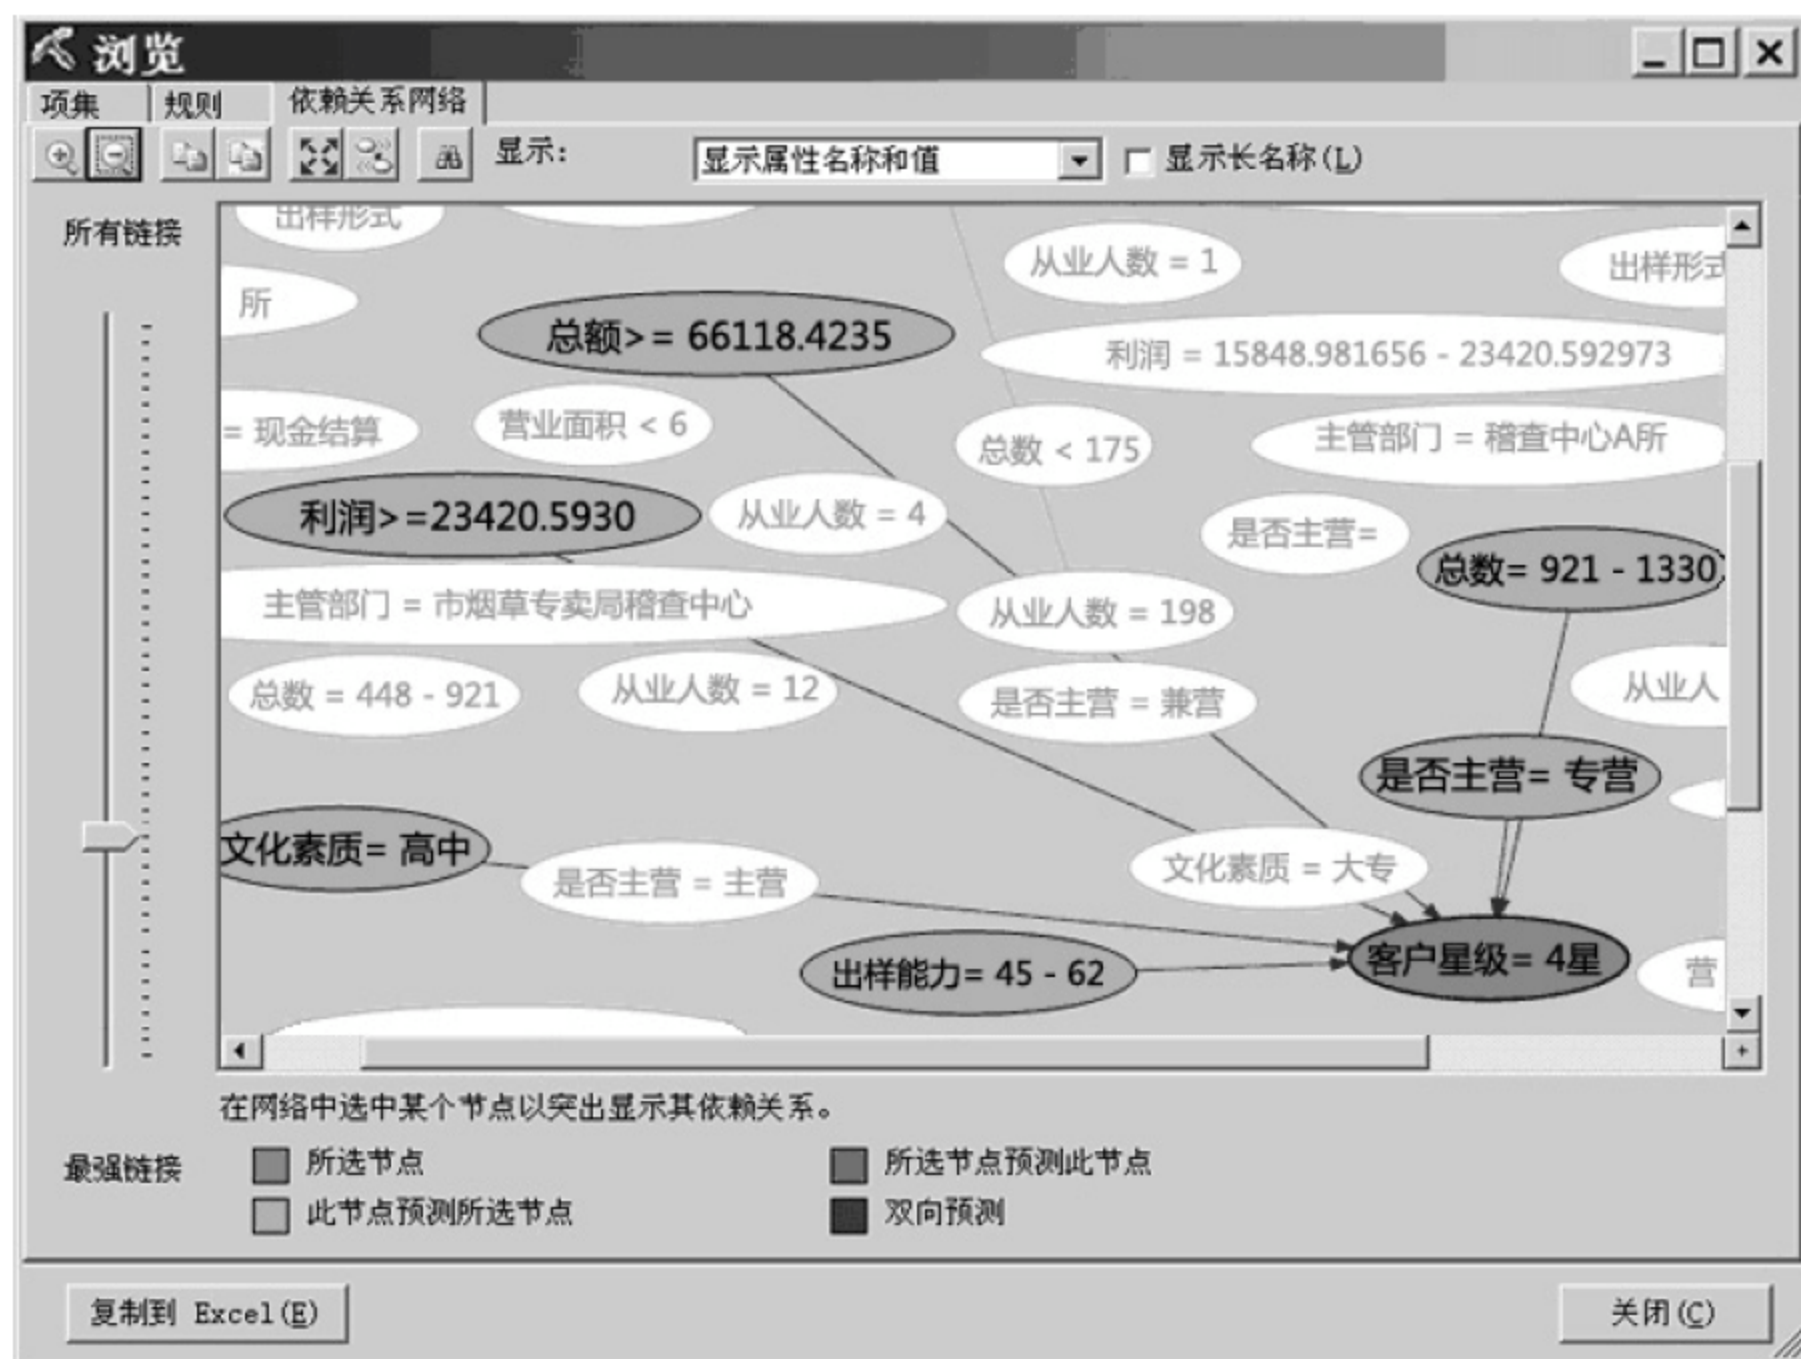 浏览
项集 规则 依赖关系网络
显示: 显示属性名称和值 显示长名称(L)
所有链接
出样形式
从业人数 = 1
出样形式
所
总额>= 66118.4235
利润 = 15848.981656 - 23420.592973
= 现金结算
营业面积 < 6
总数 < 175
主管部门 = 稽查中心A所
利润>=23420.5930
从业人数 = 4
是否主营=
总数= 921 - 1330
主管部门 = 市烟草专卖局稽查中心
从业人数 = 198
总数 = 448 - 921
从业人数 = 12
是否主营 = 兼营
从业人
是否主营= 专营
文化素质= 高中
是否主营 = 主营
文化素质 = 大专
出样能力= 45 - 62
客户星级= 4星
营
在网络中选中某个节点以突出显示其依赖关系。
最强链接
所选节点
所选节点预测此节点
此节点预测所选节点
双向预测
复制到 Excel(E)
关闭(C)